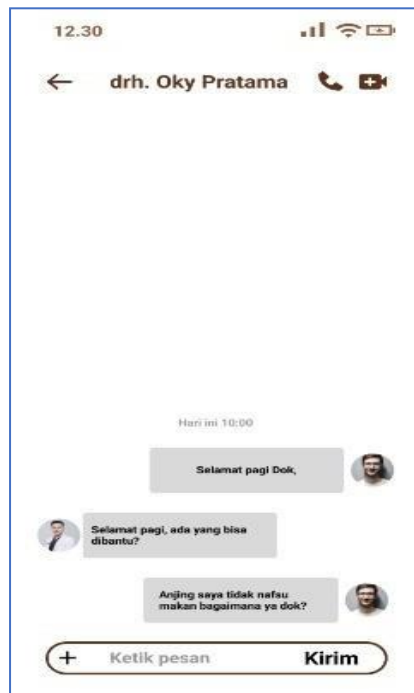 12.30
drh. Oky Pratama
Hari ini 10:00
Selamat pagi Dok,
Selamat pagi, ada yang bisa
dibantu?
Anjing saya tidak nafsu
makan bagaimana ya dok?
+ Ketik pesan Kirim